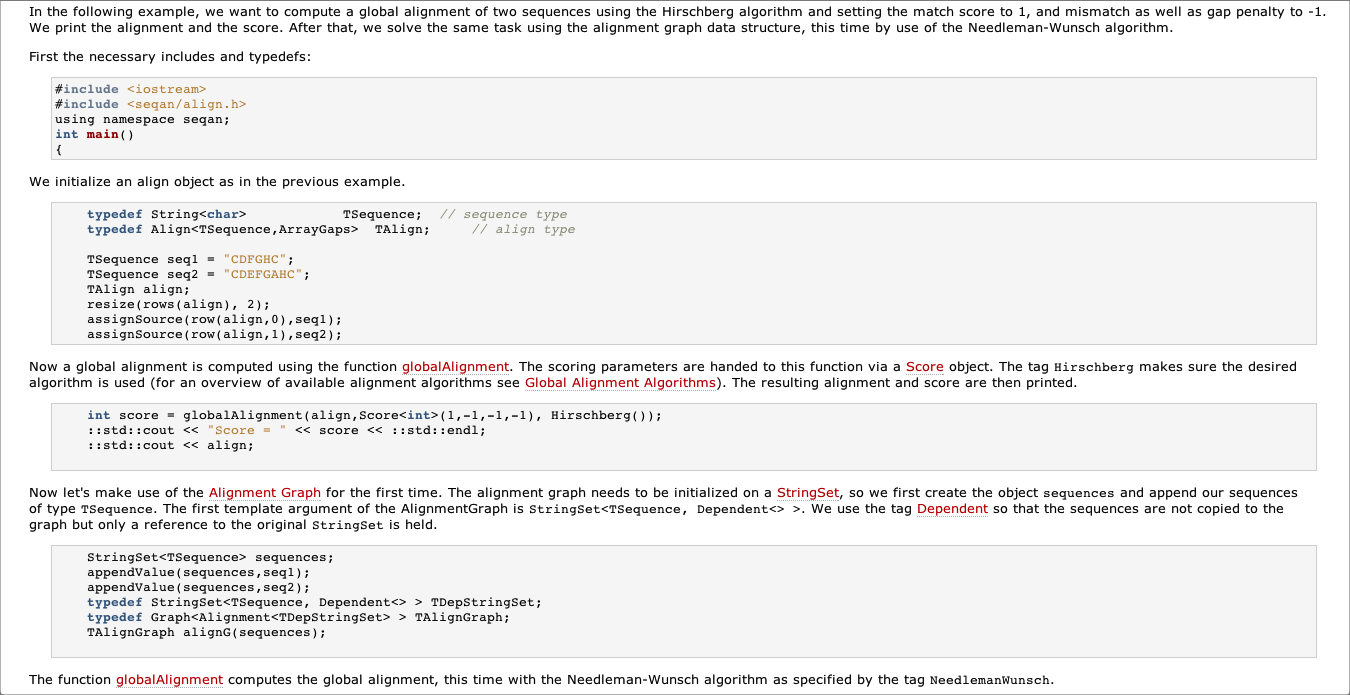 In the following example, we want to compute a global alignment of two sequences using the Hirschberg algorithm and setting the match score to 1, and mismatch as well as gap penalty to -1.
We print the alignment and the score. After that, we solve the same task using the alignment graph data structure, this time by use of the Needleman-Wunsch algorithm.
First the necessary includes and typedefs:
#include <iostream>
#include <seqan/align.h>
using namespace seqan;
int main()
{
We initialize an align object as in the previous example.
    typedef String<char>            TSequence;  // sequence type
    typedef Align<TSequence,ArrayGaps>  TAlign;     // align type
    TSequence seq1 = "CDFGHC";
    TSequence seq2 = "CDEFGAHC";
    TAlign align;
    resize(rows(align), 2);
    assignSource(row(align,0),seq1);
    assignSource(row(align,1),seq2);
Now a global alignment is computed using the function globalAlignment. The scoring parameters are handed to this function via a Score object. The tag Hirschberg makes sure the desired
algorithm is used (for an overview of available alignment algorithms see Global Alignment Algorithms). The resulting alignment and score are then printed.
    int score = globalAlignment(align,Score<int>(1,-1,-1,-1), Hirschberg());
    ::std::cout << "Score = " << score << ::std::endl;
    ::std::cout << align;
Now let's make use of the Alignment Graph for the first time. The alignment graph needs to be initialized on a StringSet, so we first create the object sequences and append our sequences
of type TSequence. The first template argument of the AlignmentGraph is StringSet<TSequence, Dependent<> >. We use the tag Dependent so that the sequences are not copied to the
graph but only a reference to the original StringSet is held.
    StringSet<TSequence> sequences;
    appendValue(sequences,seq1);
    appendValue(sequences,seq2);
    typedef StringSet<TSequence, Dependent<> > TDepStringSet;
    typedef Graph<Alignment<TDepStringSet> > TAlignGraph;
    TAlignGraph alignG(sequences);
The function globalAlignment computes the global alignment, this time with the Needleman-Wunsch algorithm as specified by the tag NeedlemanWunsch.